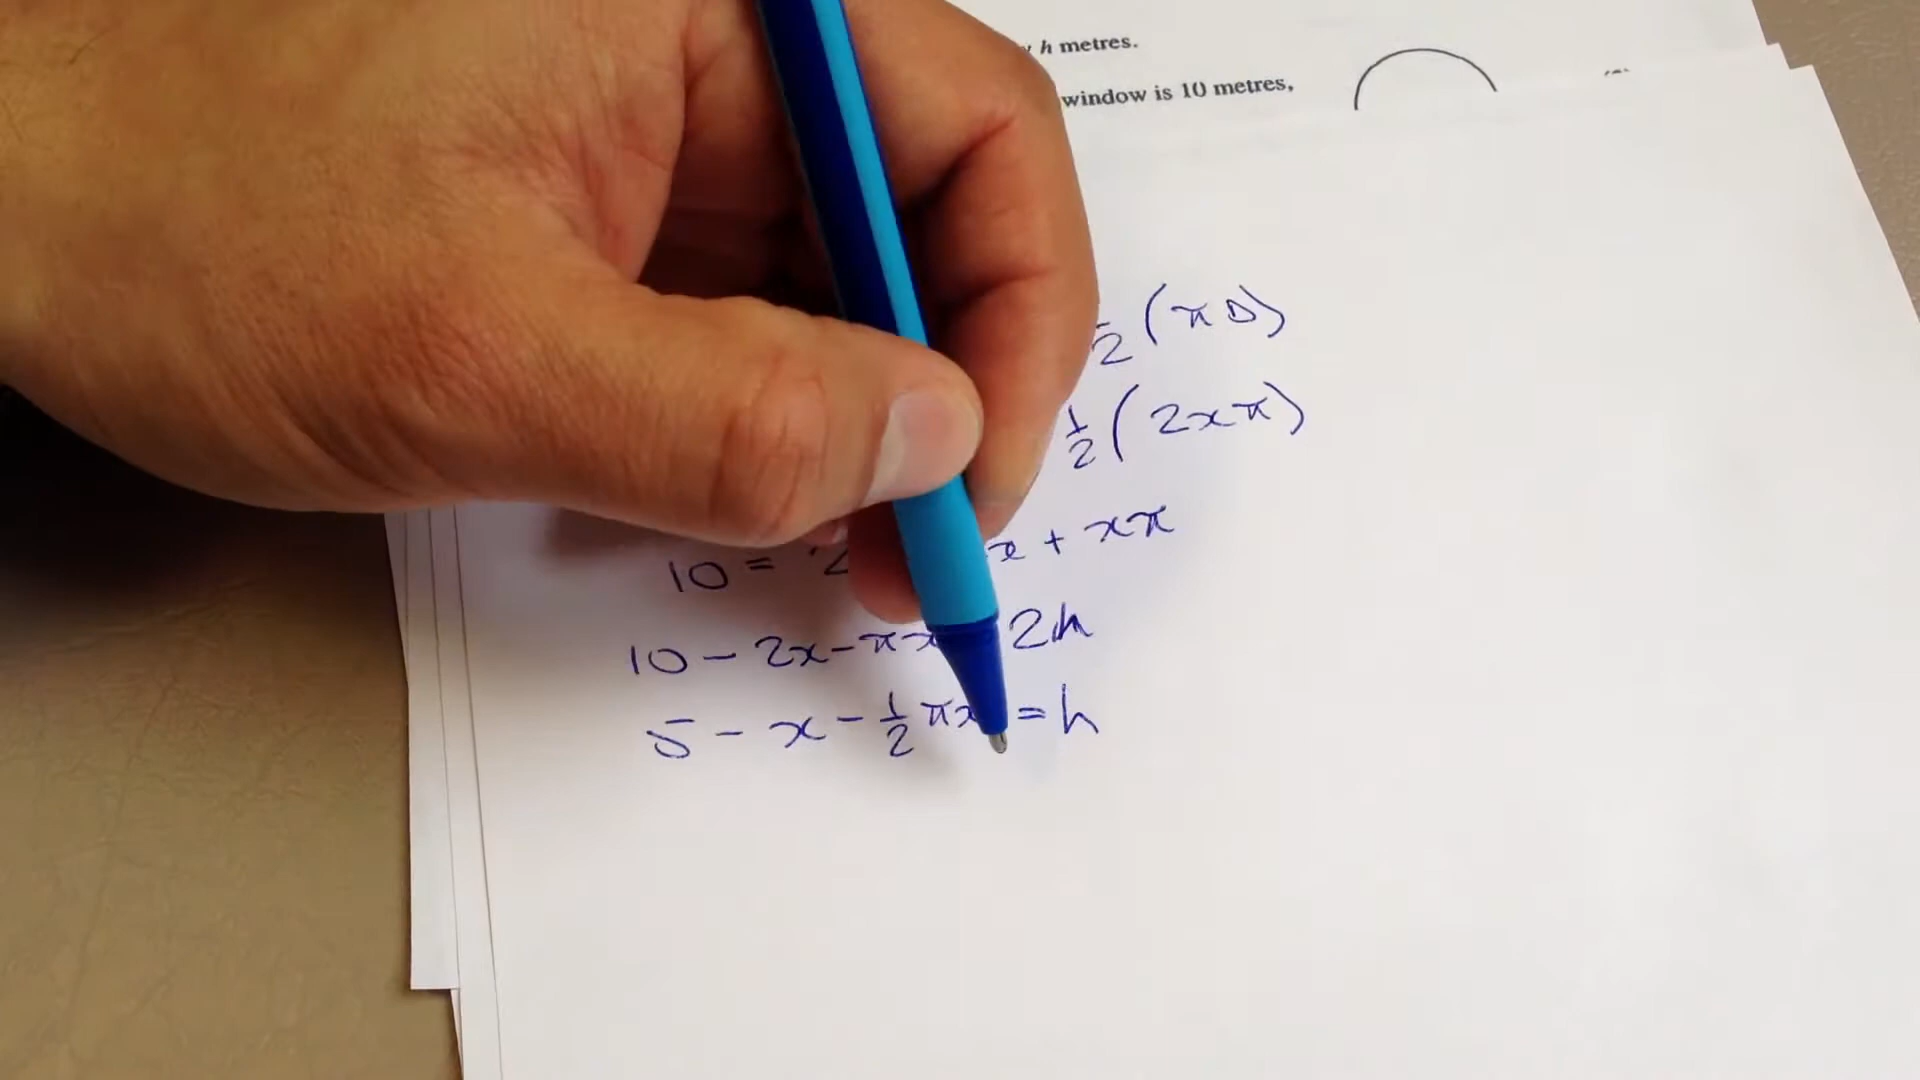 h metres.
window is 10 metres,
2 (πD)
1/2 (2xπ)
10 = 2 x + xπ
10 - 2x - πx 2h
5 - x - 1/2 πx = h